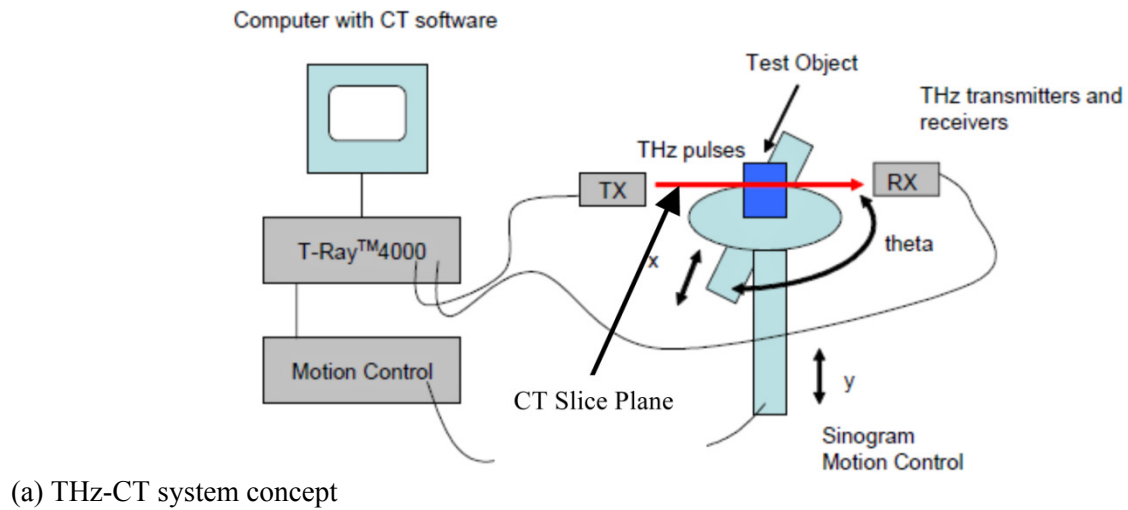 Computer with CT software
Test Object
THz transmitters and
receivers
THz pulses
TX
RX
T-Ray™4000
x
theta
Motion Control
CT Slice Plane
y
Sinogram
Motion Control
(a) THz-CT system concept